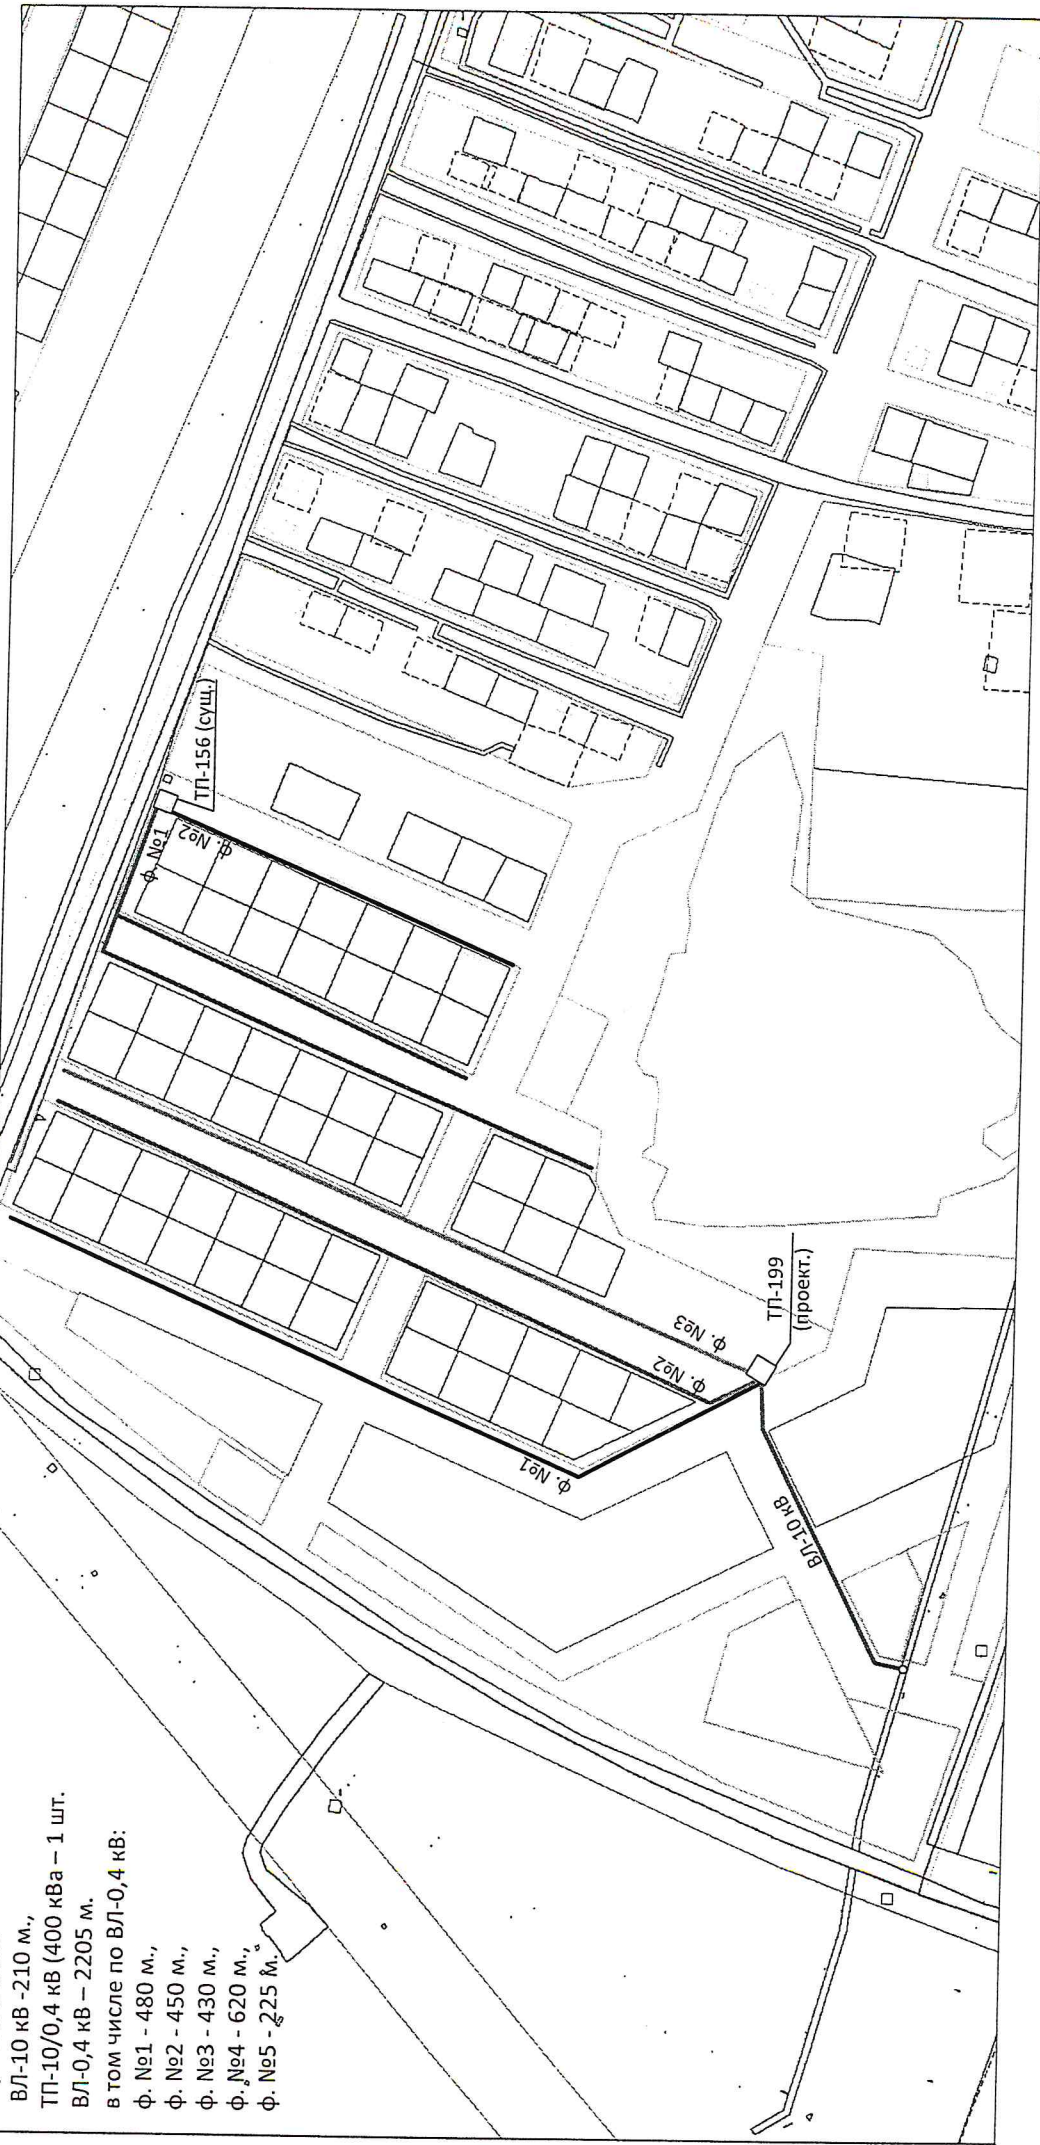 ВЛ-10 кВ -210 м.,
ТП-10/0,4 кВ (400 кВа – 1 шт.
ВЛ-0,4 кВ – 2205 м.
в том числе по ВЛ-0,4 кВ:
ф. №1 - 480 м.,
ф. №2 - 450 м.,
ф. №3 - 430 м.,
ф. №4 - 620 м.,
ф. №5 - 225 м.
ТП-156 (сущ.)
ф. №1
ф. №2
ф. №1
ф. №2
ф. №3
ТП-199
(проект.)
ВЛ-10 кВ